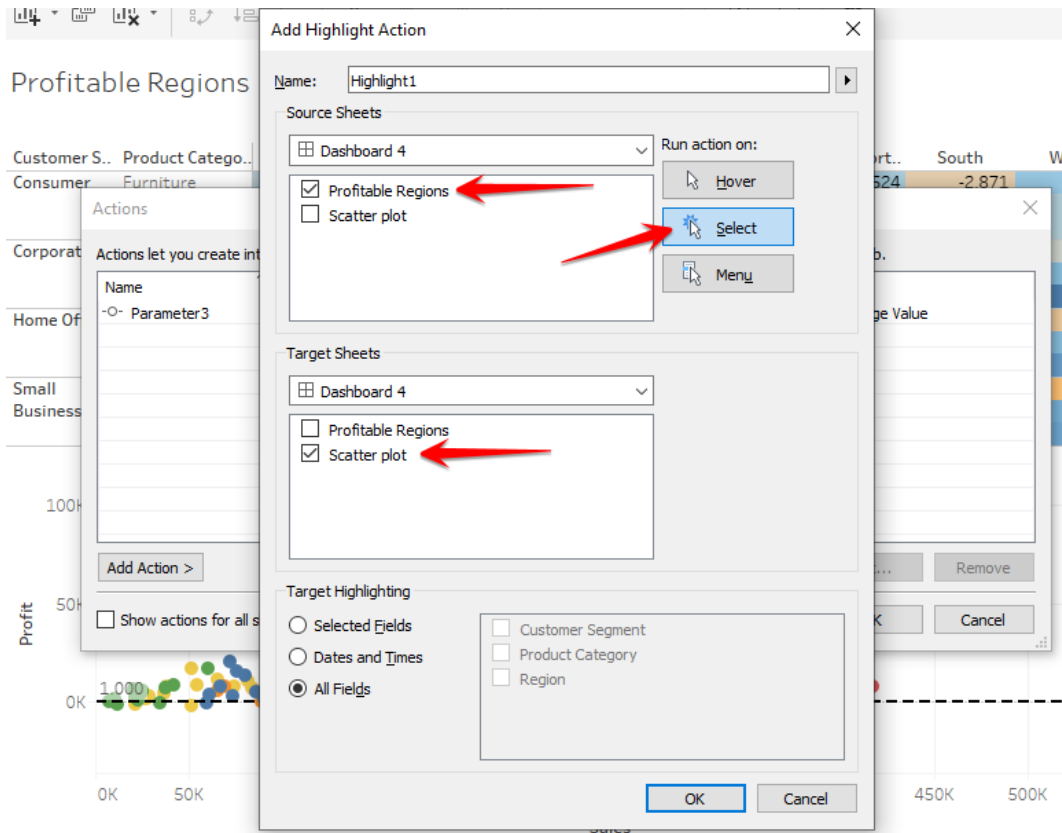 Add Highlight Action
Profitable Regions
Name: Highlight1
Source Sheets
Dashboard 4
Run action on:
Customer S.. Product Catego..
ort.. South W
Consumer Furniture
524 -2,871
Profitable Regions
Scatter plot
Hover
Select
Menu
Actions
Corporat
Actions let you create int
b.
Name
Parameter3
ge Value
Home Of
Target Sheets
Dashboard 4
Small
Business
Profitable Regions
Scatter plot
100K
Add Action >
... Remove
Target Highlighting
50K
Show actions for all s
K Cancel
Profit
Selected Fields
Dates and Times
All Fields
Customer Segment
Product Category
Region
1,000
0K
OK Cancel
0K 50K
450K 500K
Sales